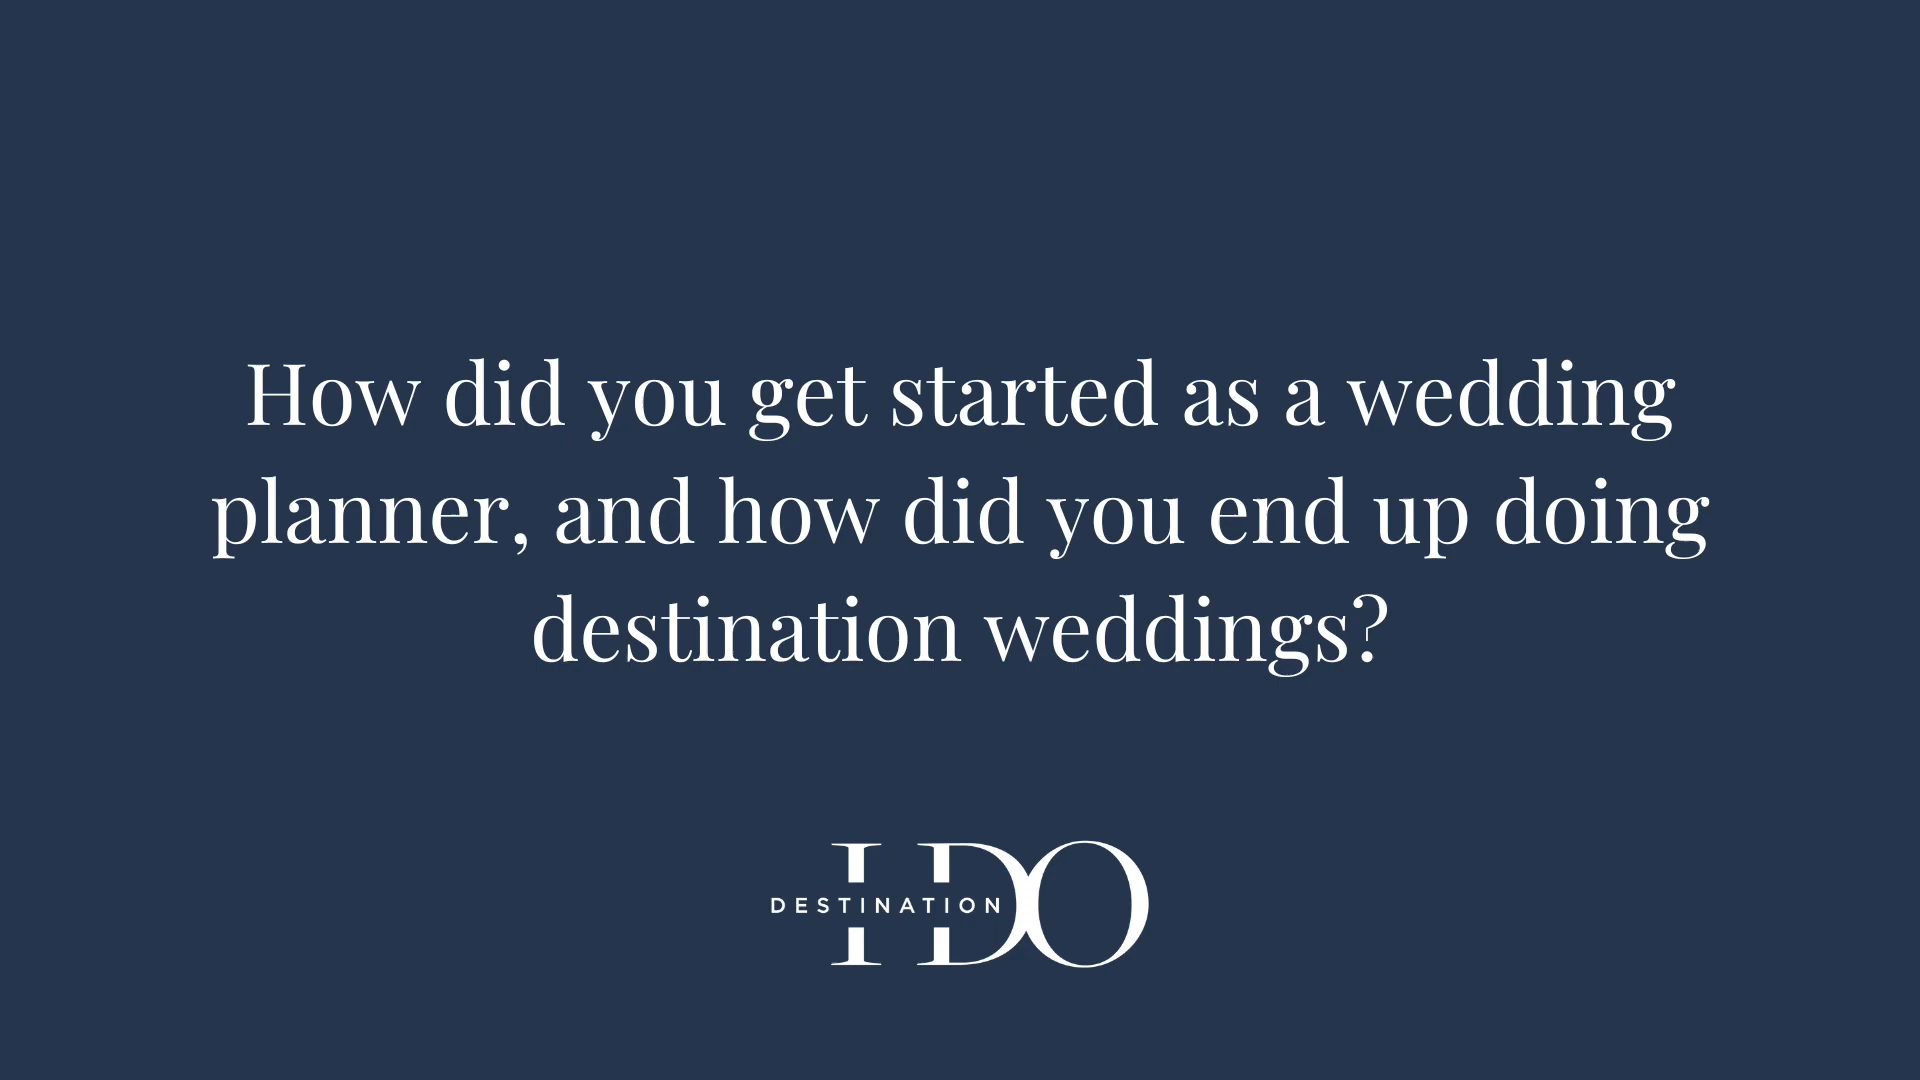 How did you get started as a wedding
planner, and how did you end up doing
destination weddings?
I DO
DESTINATION